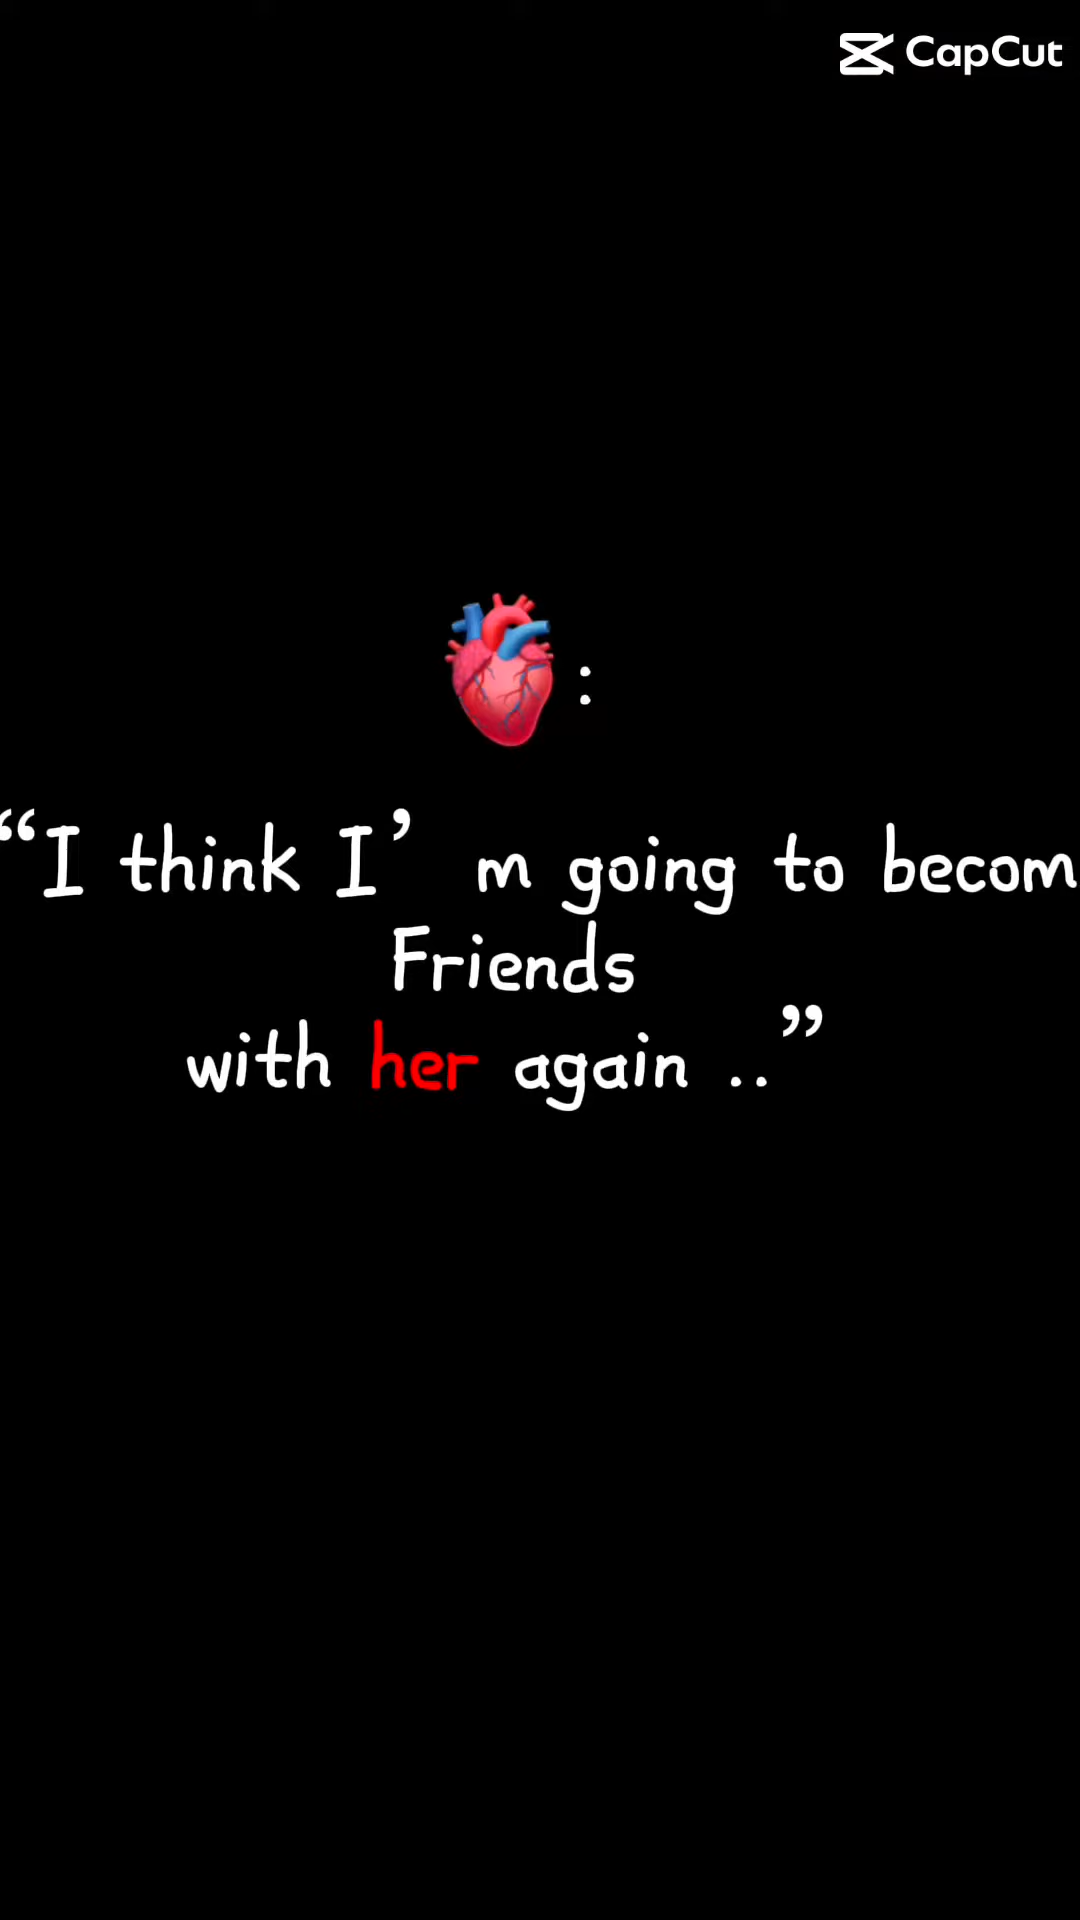 CapCut
🫀:
“I think I’ m going to becom
Friends
with her again ..”